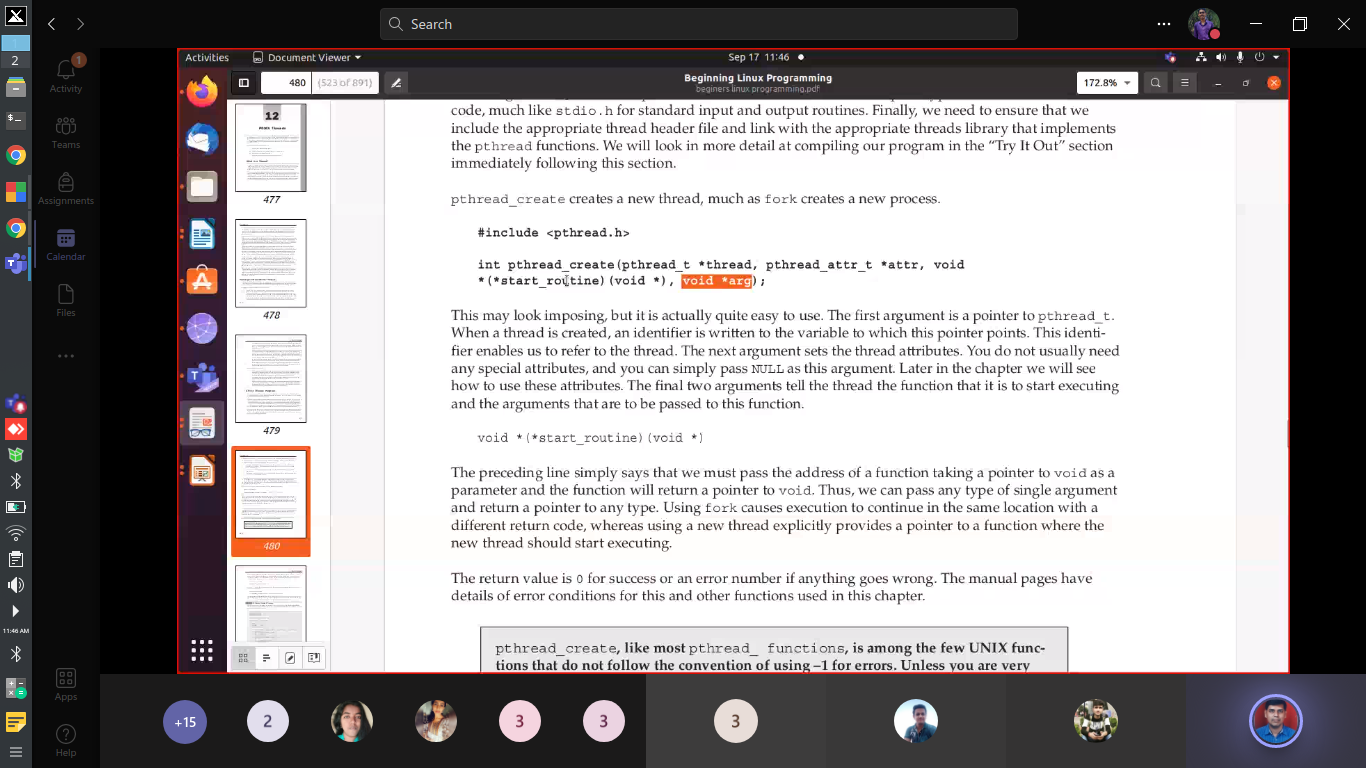 Search
Activities
Document Viewer
Sep 17 11:46
480
(523 of 891)
Beginning Linux Programming
beginers linux programming.pdf
172.8%
1
2
Activity
Teams
Assignments
Calendar
Files
11:46 AM
Apps
Help
12
477
478
479
480
code, much like stdio.h for standard input and output routines. Finally, we need to ensure that we
include the appropriate thread header file and link with the appropriate thread library that implements
the pthread functions. We will look in more detail at compiling our program in the “Try It Out” section
immediately following this section.
pthread_create creates a new thread, much as fork creates a new process.
#include <pthread.h>
int pthread_create(pthread_t *thread, pthread_attr_t *attr, void
*(*start_routine)(void *), void *arg);
This may look imposing, but it is actually quite easy to use. The first argument is a pointer to pthread_t.
When a thread is created, an identifier is written to the variable to which this pointer points. This identi-
fier enables us to refer to the thread. The next argument sets the thread attributes. You do not usually need
any special attributes, and you can simply pass NULL as this argument. Later in the chapter we will see
how to use these attributes. The final two arguments tell the thread the function that it is to start executing
and the arguments that are to be passed to this function.
void *(*start_routine)(void *)
The preceding line simply says that we must pass the address of a function taking a pointer to void as a
parameter and the function will return a pointer to void. Thus, you can pass any type of single argument
and return a pointer to any type. Using fork causes execution to continue in the same location with a
different return code, whereas using a new thread explicitly provides a pointer to a function where the
new thread should start executing.
The return value is 0 for success or an error number if anything goes wrong. The manual pages have
details of error conditions for this and other functions used in this chapter.
pthread_create, like most pthread_ functions, is among the few UNIX func-
tions that do not follow the convention of using –1 for errors. Unless you are very
+15
2
3
3
3